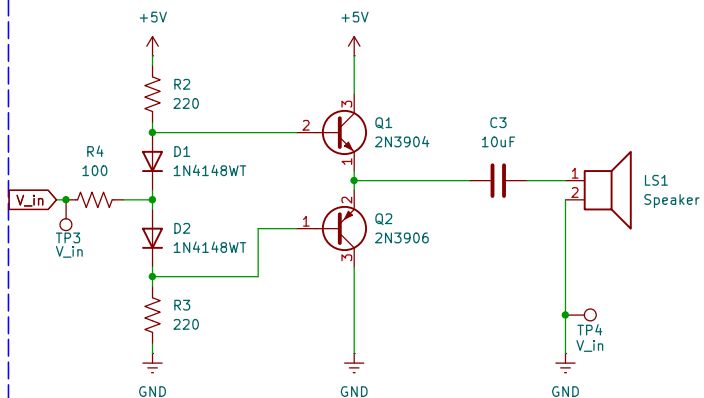 +5V
+5V
R2
220
3
2
Q1
2N3904
1
C3
10uF
R4
100
D1
1N4148WT
V_in
TP3
V_in
2
1
Q2
2N3906
3
D2
1N4148WT
1
2
LS1
Speaker
R3
220
TP4
V_in
GND
GND
GND